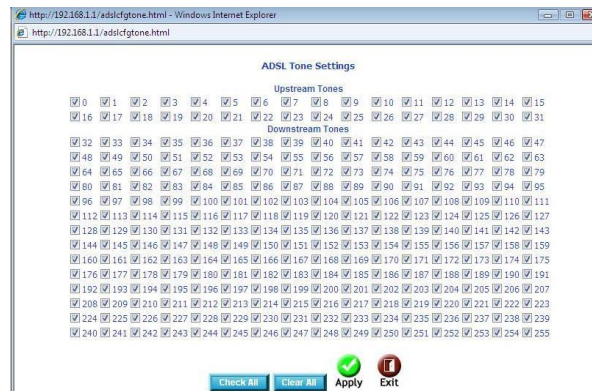 http://192.168.1.1/adslcfgtone.html - Windows Internet Explorer
http://192.168.1.1/adslcfgtone.html
ADSL Tone Settings
Upstream Tones
0 1 2 3 4 5 6 7 8 9 10 11 12 13 14 15
16 17 18 19 20 21 22 23 24 25 26 27 28 29 30 31
Downstream Tones
32 33 34 35 36 37 38 39 40 41 42 43 44 45 46 47
48 49 50 51 52 53 54 55 56 57 58 59 60 61 62 63
64 65 66 67 68 69 70 71 72 73 74 75 76 77 78 79
80 81 82 83 84 85 86 87 88 89 90 91 92 93 94 95
96 97 98 99 100 101 102 103 104 105 106 107 108 109 110 111
112 113 114 115 116 117 118 119 120 121 122 123 124 125 126 127
128 129 130 131 132 133 134 135 136 137 138 139 140 141 142 143
144 145 146 147 148 149 150 151 152 153 154 155 156 157 158 159
160 161 162 163 164 165 166 167 168 169 170 171 172 173 174 175
176 177 178 179 180 181 182 183 184 185 186 187 188 189 190 191
192 193 194 195 196 197 198 199 200 201 202 203 204 205 206 207
208 209 210 211 212 213 214 215 216 217 218 219 220 221 222 223
224 225 226 227 228 229 230 231 232 233 234 235 236 237 238 239
240 241 242 243 244 245 246 247 248 249 250 251 252 253 254 255
Check All Clear All Apply Exit